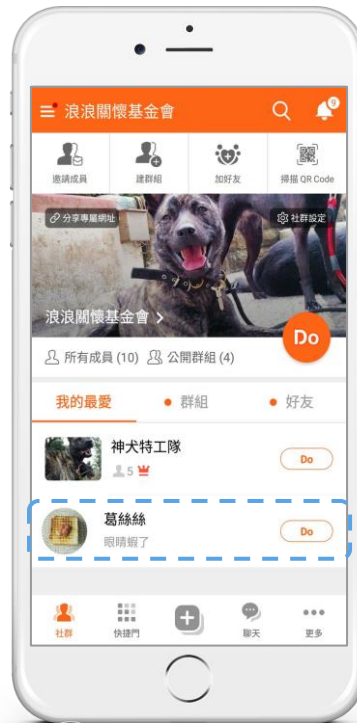 浪浪關懷基金會
9
邀請成員 建群組 加好友 掃描 QR Code
分享專屬網址 社群設定
浪浪關懷基金會 >
Do
所有成員 (10) 公開群組 (4)
我的最愛 群組 好友
神犬特工隊
5
Do
葛絲絲
眼睛蝦了
Do
社群 快捷門 聊天 更多